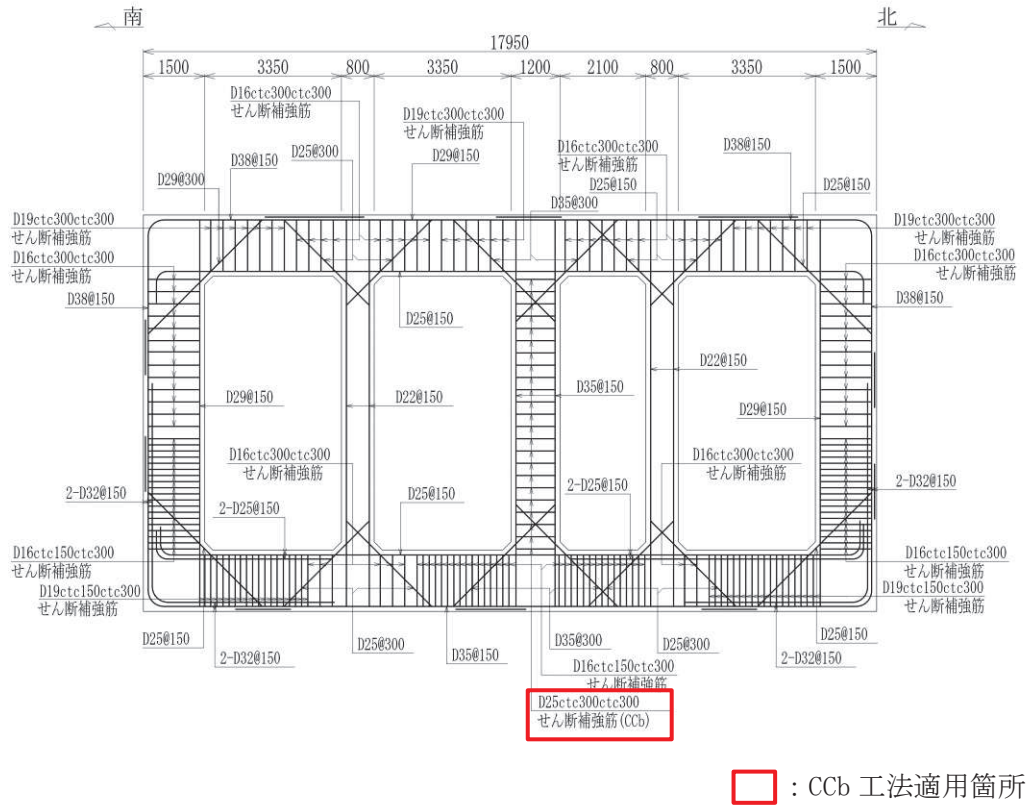 南
北
17950
1500
3350
800
3350
1200
2100
800
3350
1500
D16ctc300ctc300
せん断補強筋
D19ctc300ctc300
せん断補強筋
D16ctc300ctc300
せん断補強筋
D38@150
D25@300
D29@150
D38@150
D29@300
D25@150
D25@150
D35@300
D19ctc300ctc300
せん断補強筋
D19ctc300ctc300
せん断補強筋
D16ctc300ctc300
せん断補強筋
D16ctc300ctc300
せん断補強筋
D38@150
D38@150
D25@150
D22@150
D29@150
D22@150
D35@150
D29@150
D16ctc300ctc300
せん断補強筋
D16ctc300ctc300
せん断補強筋
2-D32@150
2-D25@150
D25@150
2-D25@150
2-D32@150
D16ctc150ctc300
せん断補強筋
D16ctc150ctc300
せん断補強筋
D19ctc150ctc300
せん断補強筋
D19ctc150ctc300
せん断補強筋
D25@150
2-D32@150
D25@300
D35@150
D35@300
D25@300
2-D32@150
D25@150
D16ctc150ctc300
せん断補強筋
D25ctc300ctc300
せん断補強筋(CCb)
：CCb 工法適用箇所